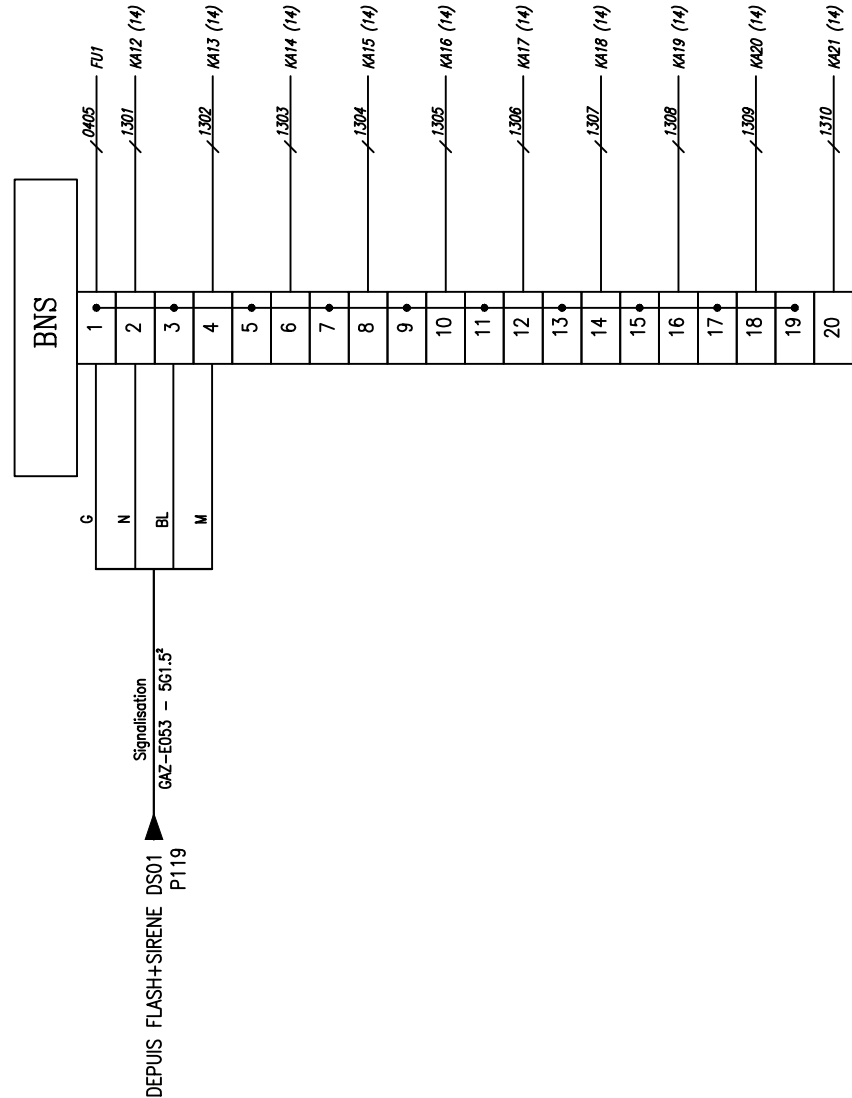 BNS
0405 FU1
1301 KA12 (14)
1302 KA13 (14)
1303 KA14 (14)
1304 KA15 (14)
1305 KA16 (14)
1306 KA17 (14)
1307 KA18 (14)
1308 KA19 (14)
1309 KA20 (14)
1310 KA21 (14)
1
2
3
4
5
6
7
8
9
10
11
12
13
14
15
16
17
18
19
20
G
N
BL
M
Signalisation
GAZ-E053 - 5G1.5²
DEPUIS FLASH+SIRENE DS01
P119